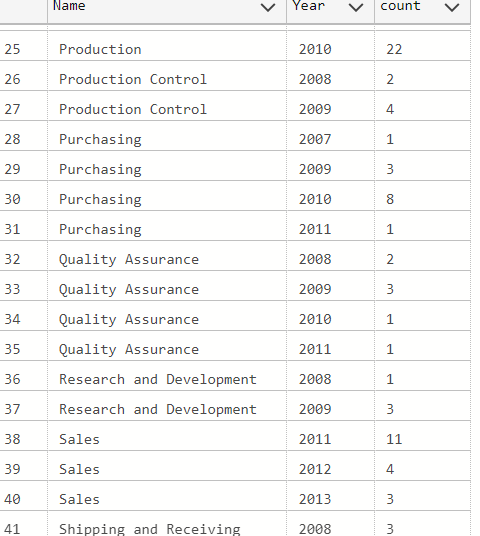 Name Year count
25 Production 2010 22
26 Production Control 2008 2
27 Production Control 2009 4
28 Purchasing 2007 1
29 Purchasing 2009 3
30 Purchasing 2010 8
31 Purchasing 2011 1
32 Quality Assurance 2008 2
33 Quality Assurance 2009 3
34 Quality Assurance 2010 1
35 Quality Assurance 2011 1
36 Research and Development 2008 1
37 Research and Development 2009 3
38 Sales 2011 11
39 Sales 2012 4
40 Sales 2013 3
41 Shipping and Receiving 2008 3